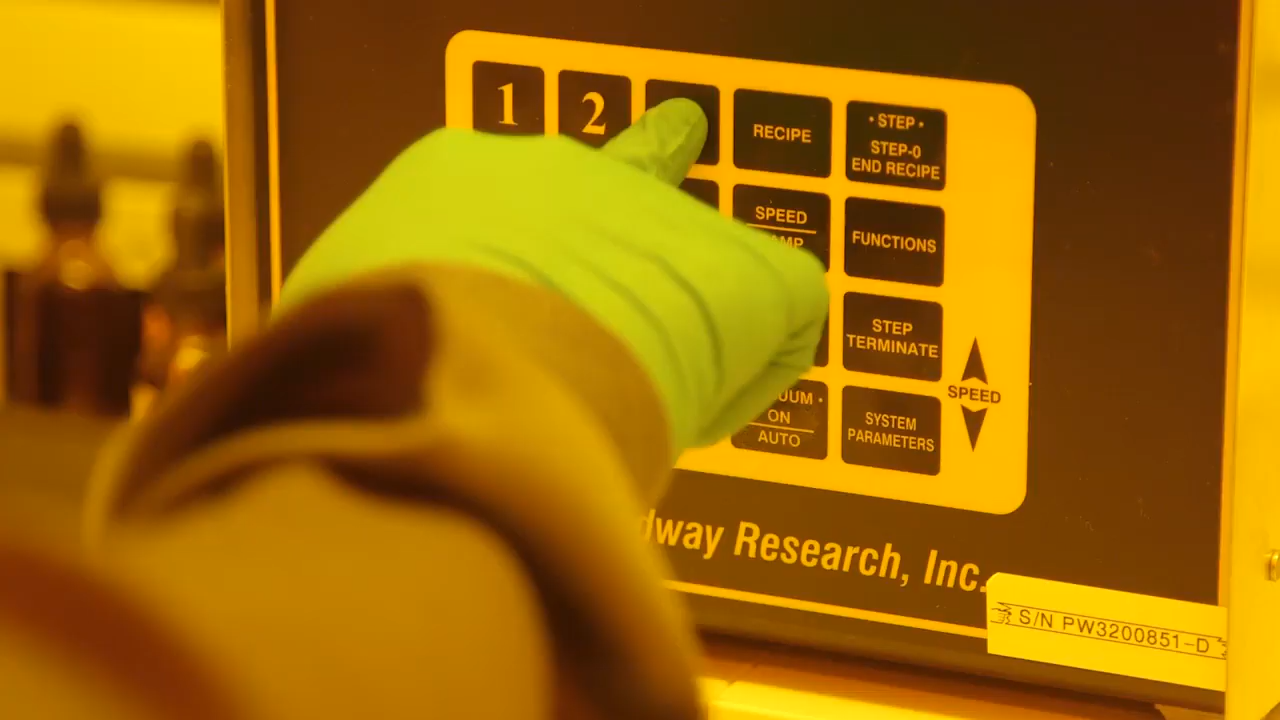 1 2 RECIPE • STEP •
STEP-0
END RECIPE
SPEED
FUNCTIONS
STEP
TERMINATE
ON
AUTO
SYSTEM
PARAMETERS
SPEED
Research, Inc.
S/N PW3200851-D